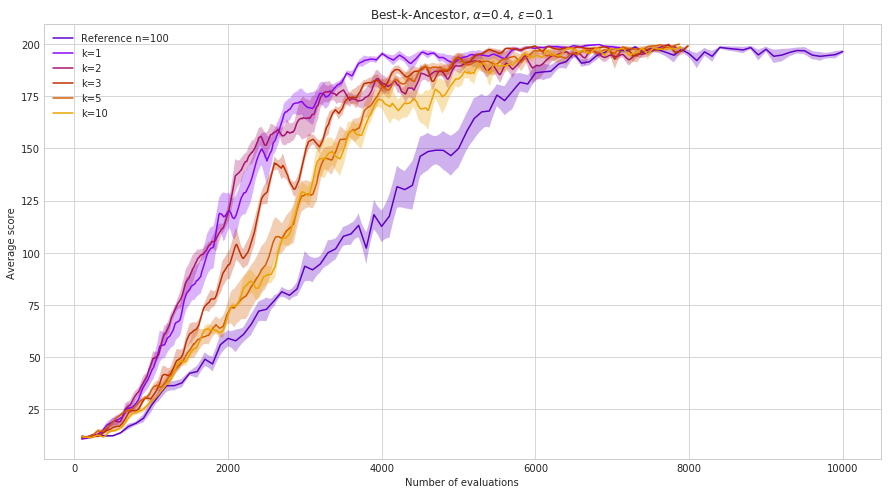 Best-k-Ancestor, α=0.4, ε=0.1
Reference n=100
k=1
k=2
k=3
k=5
k=10
200
175
150
125
100
75
50
25
Average score
0
2000
4000
6000
8000
10000
Number of evaluations